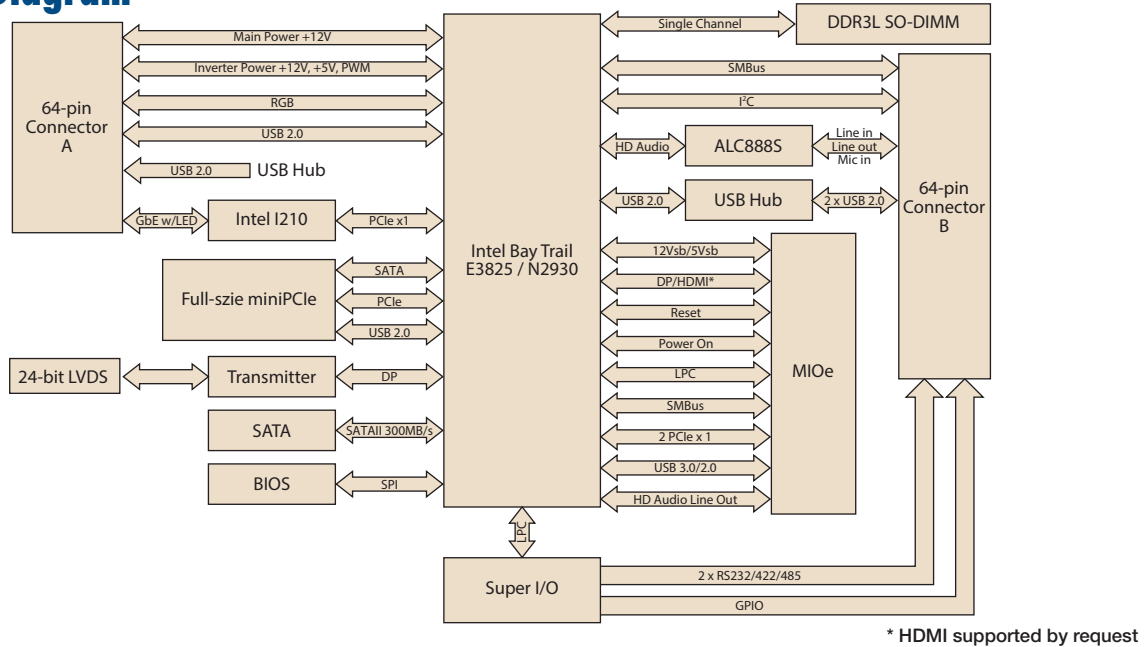 Diagram
Main Power +12V
Inverter Power +12V, +5V, PWM
RGB
USB 2.0
64-pin
Connector
A
USB 2.0
USB Hub
GbE w/LED
Intel I210
PCIe x1
Full-szie miniPCIe
SATA
PCIe
USB 2.0
24-bit LVDS
Transmitter
DP
SATA
SATAII 300MB/s
BIOS
SPI
Intel Bay Trail
E3825 / N2930
Single Channel
DDR3L SO-DIMM
SMBus
I²C
HD Audio
ALC888S
Line in
Line out
Mic in
USB 2.0
USB Hub
2 x USB 2.0
64-pin
Connector
B
12Vsb/5Vsb
DP/HDMI*
Reset
Power On
LPC
SMBus
2 PCIe x 1
USB 3.0/2.0
HD Audio Line Out
MIOe
LPC
Super I/O
2 x RS232/422/485
GPIO
* HDMI supported by request